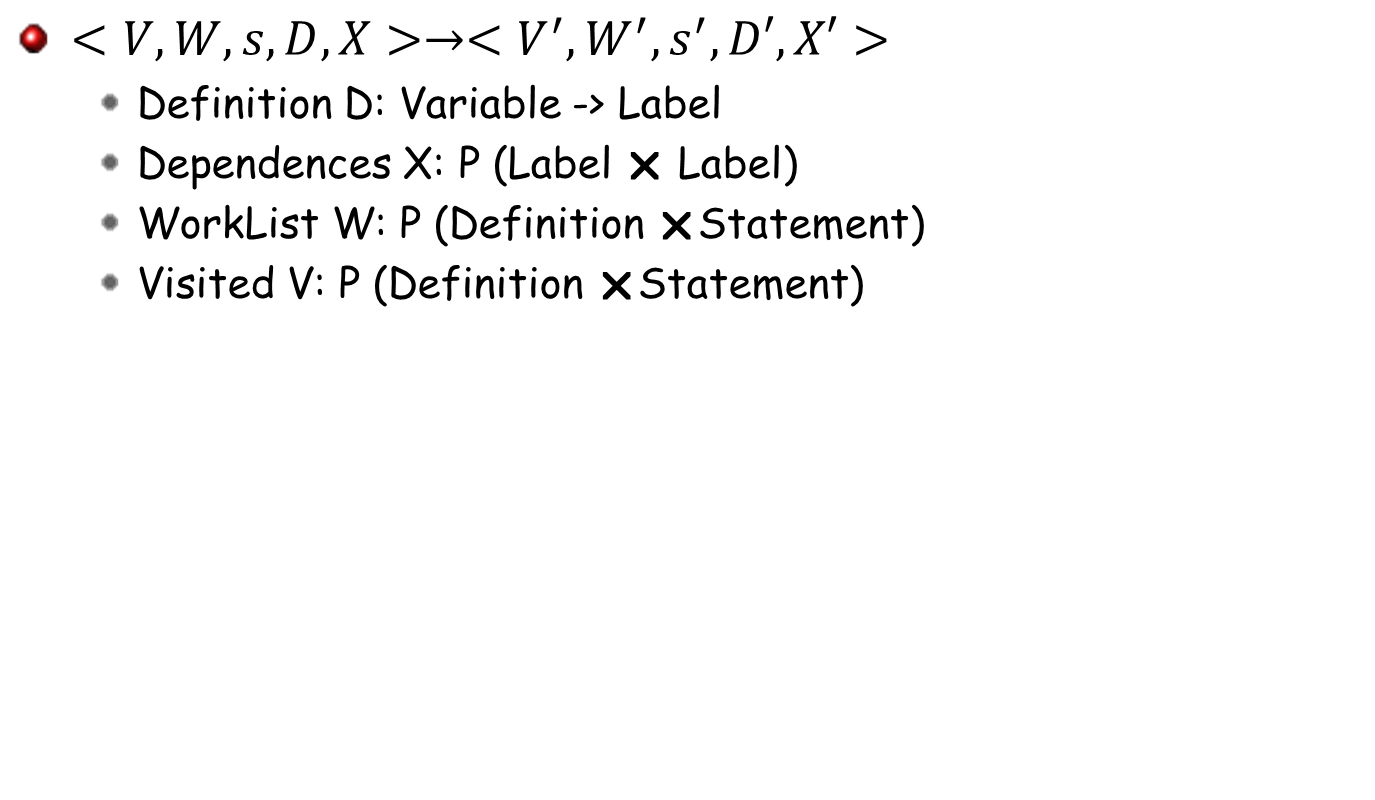 < V, W, s, D, X >→< V′, W′, s′, D′, X′ >
Definition D: Variable -> Label
Dependences X: P (Label × Label)
WorkList W: P (Definition ×Statement)
Visited V: P (Definition ×Statement)